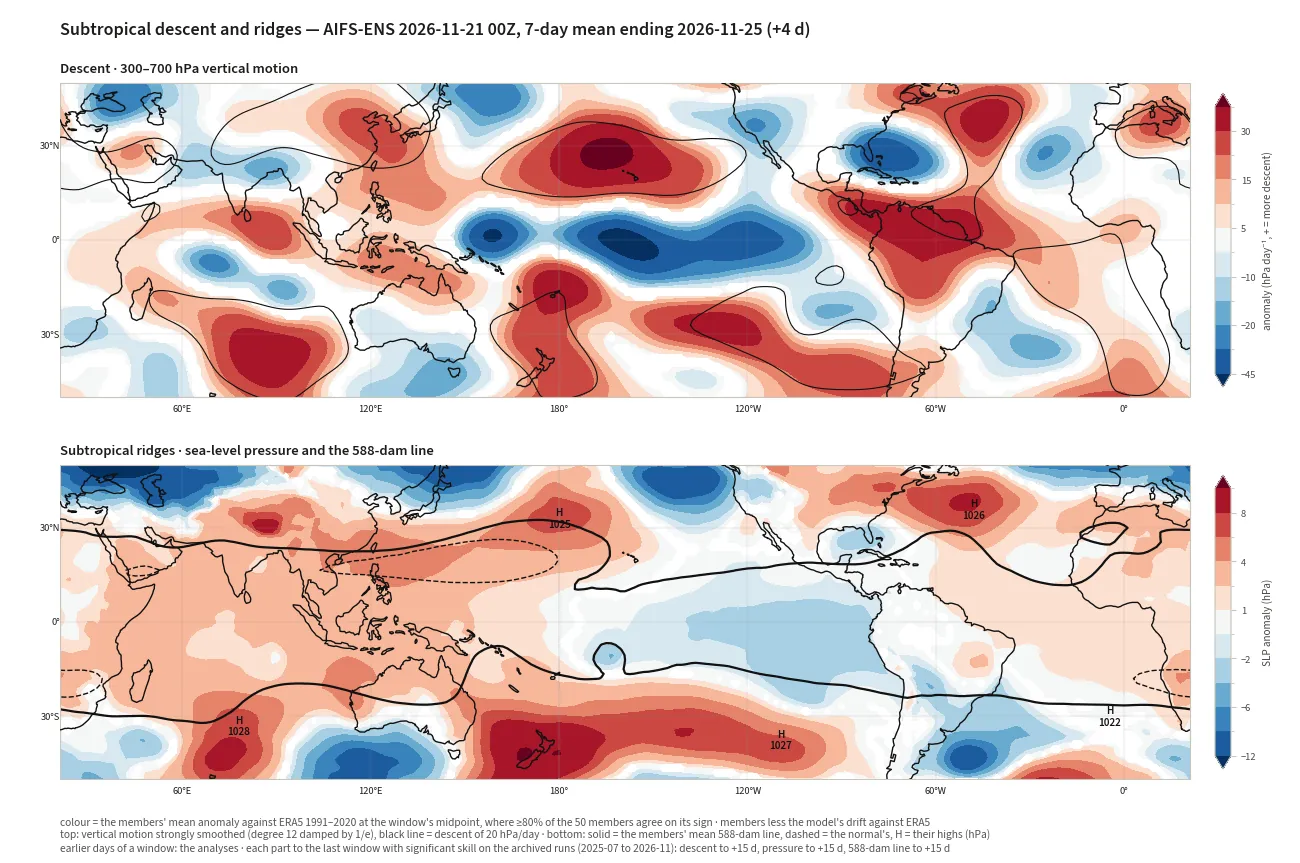 Subtropical descent and ridges — AIFS-ENS 2026-11-21 00Z, 7-day mean ending 2026-11-25 (+4 d)
Descent · 300–700 hPa vertical motion
30°N
0°
30°S
60°E
120°E
180°
120°W
60°W
0°
30
15
5
−10
−20
−45
anomaly (hPa day⁻¹, + = more descent)
Subtropical ridges · sea-level pressure and the 588-dam line
H
1025
H
1026
H
1028
H
1027
H
1022
30°N
0°
30°S
60°E
120°E
180°
120°W
60°W
0°
8
4
1
−2
−6
−12
SLP anomaly (hPa)
colour = the members' mean anomaly against ERA5 1991–2020 at the window's midpoint, where ≥80% of the 50 members agree on its sign · members less the model's drift against ERA5
top: vertical motion strongly smoothed (degree 12 damped by 1/e), black line = descent of 20 hPa/day · bottom: solid = the members' mean 588-dam line, dashed = the normal's, H = their highs (hPa)
earlier days of a window: the analyses · each part to the last window with significant skill on the archived runs (2025-07 to 2026-11): descent to +15 d, pressure to +15 d, 588-dam line to +15 d